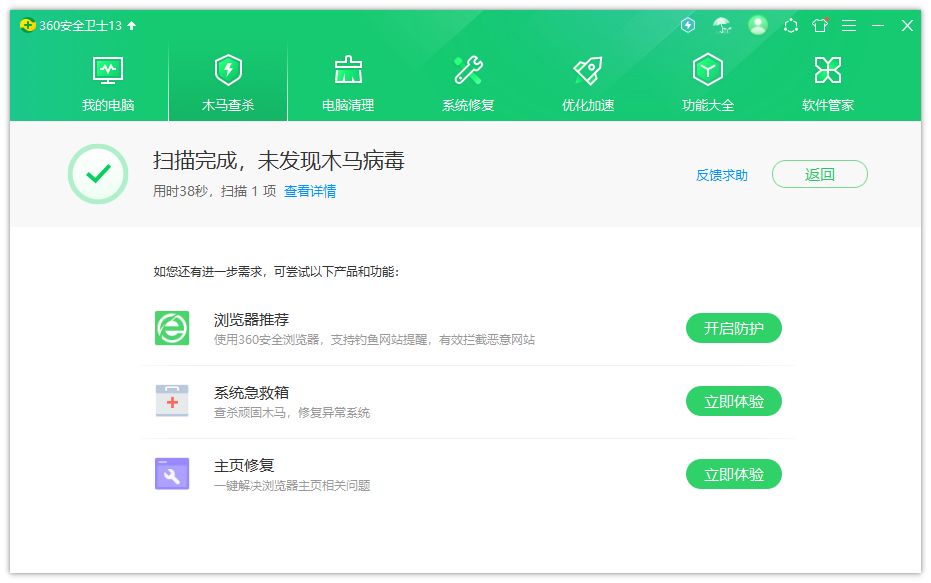 360安全卫士13
我的电脑
木马查杀
电脑清理
系统修复
优化加速
功能大全
软件管家
扫描完成，未发现木马病毒
用时38秒，扫描 1 项 查看详情
反馈求助
返回
如您还有进一步需求，可尝试以下产品和功能：
浏览器推荐
使用360安全浏览器，支持钓鱼网站提醒，有效拦截恶意网站
开启防护
系统急救箱
查杀顽固木马，修复异常系统
立即体验
主页修复
一键解决浏览器主页相关问题
立即体验